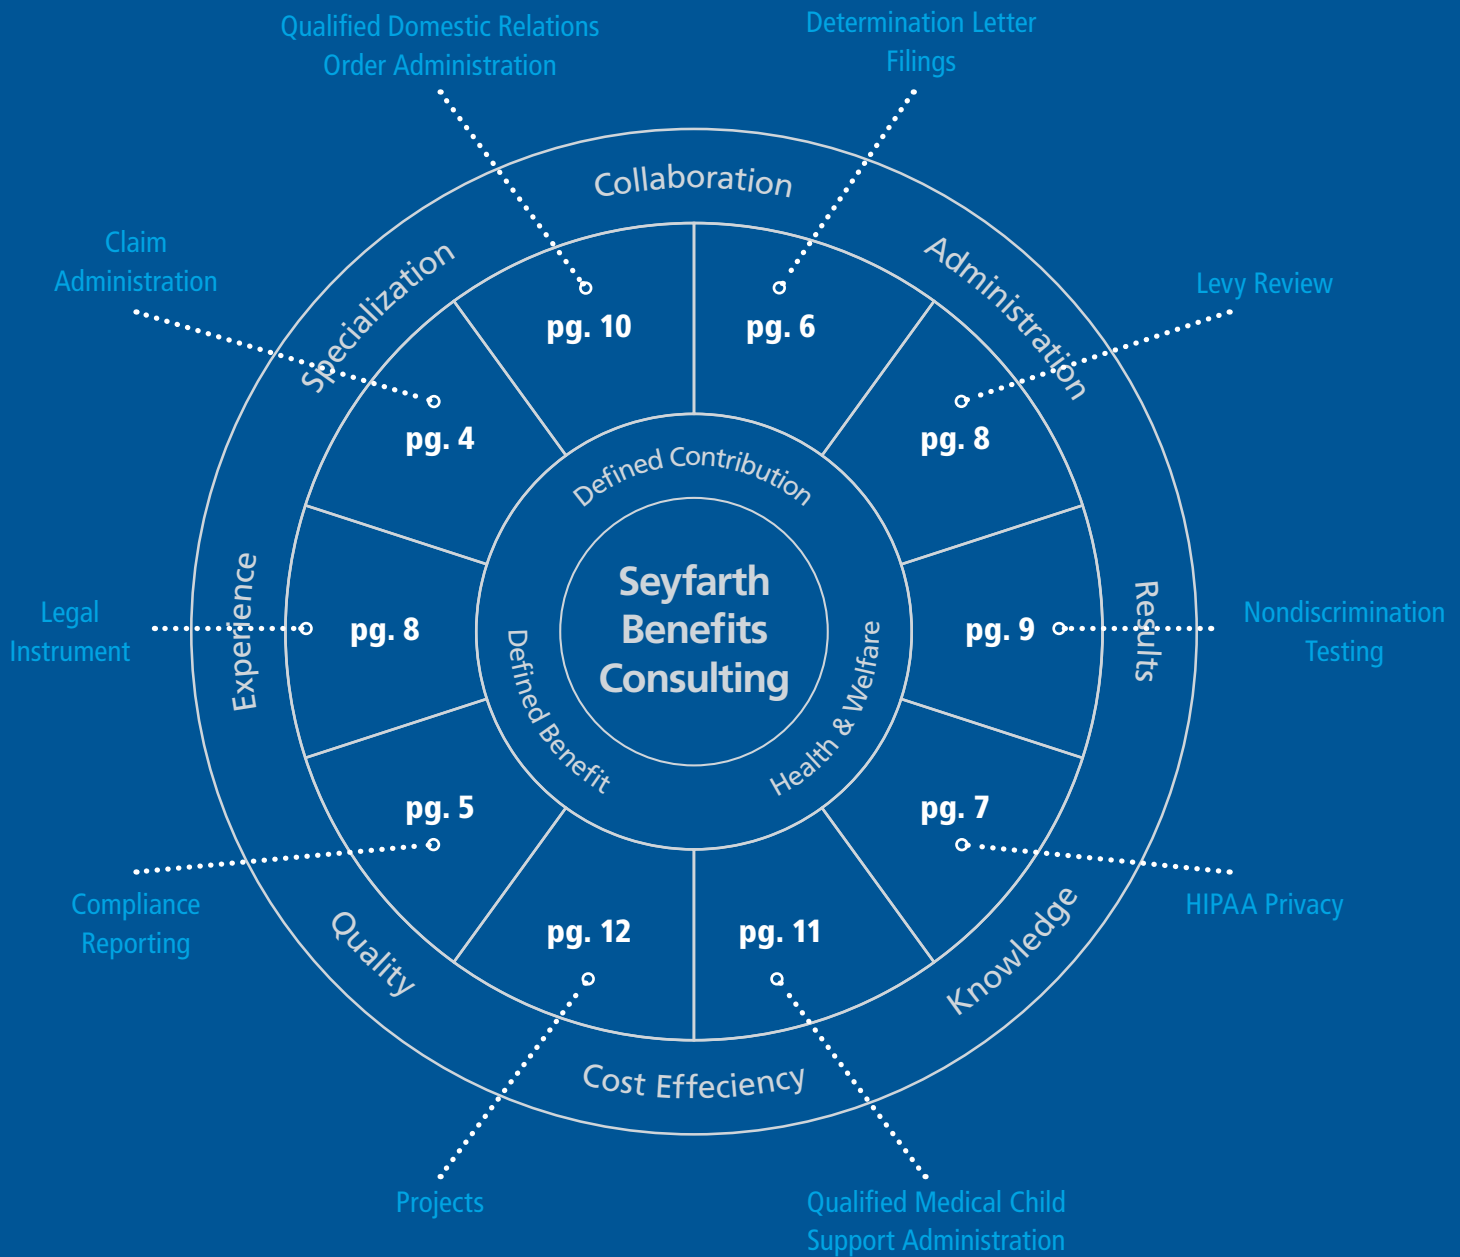 Qualified Domestic Relations
Order Administration
Determination Letter
Filings
Claim
Administration
Levy Review
Legal
Instrument
Nondiscrimination
Testing
Compliance
Reporting
HIPAA Privacy
Projects
Qualified Medical Child
Support Administration
Collaboration
Administration
Results
Knowledge
Cost Effeciency
Quality
Experience
Specialization
pg. 10
pg. 6
pg. 4
pg. 8
pg. 8
pg. 9
pg. 5
pg. 7
pg. 12
pg. 11
Defined Contribution
Health & Welfare
Defined Benefit
Seyfarth
Benefits
Consulting